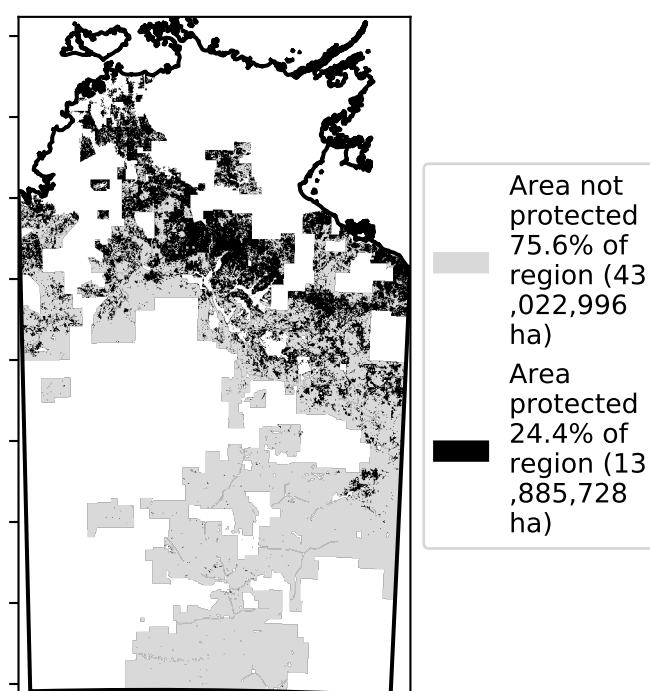 Area not
protected
75.6% of
region (43
,022,996
ha)
Area
protected
24.4% of
region (13
,885,728
ha)